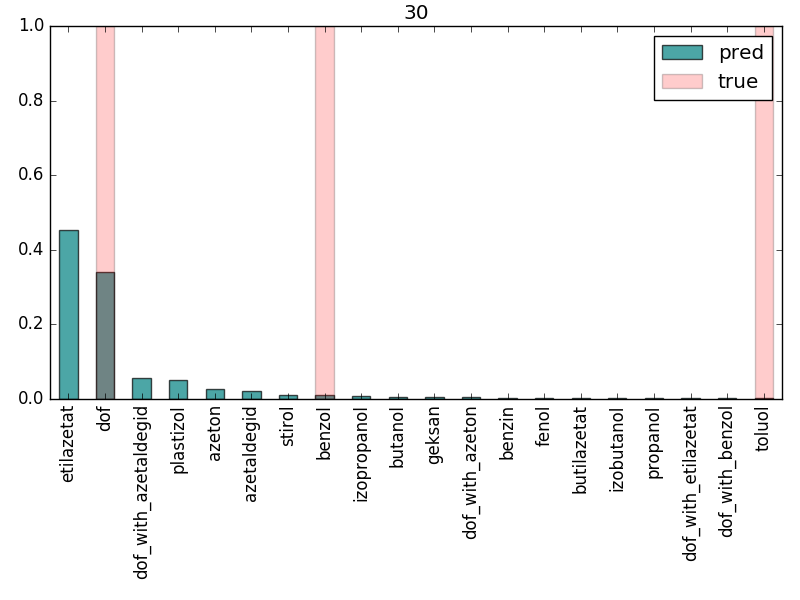 30
1.0
0.8
0.6
0.4
0.2
0.0
pred
true
etilazetat
dof
dof_with_azetaldegid
plastizol
azeton
azetaldegid
stirol
benzol
izopropanol
butanol
geksan
dof_with_azeton
benzin
fenol
butilazetat
izobutanol
propanol
dof_with_etilazetat
dof_with_benzol
toluol